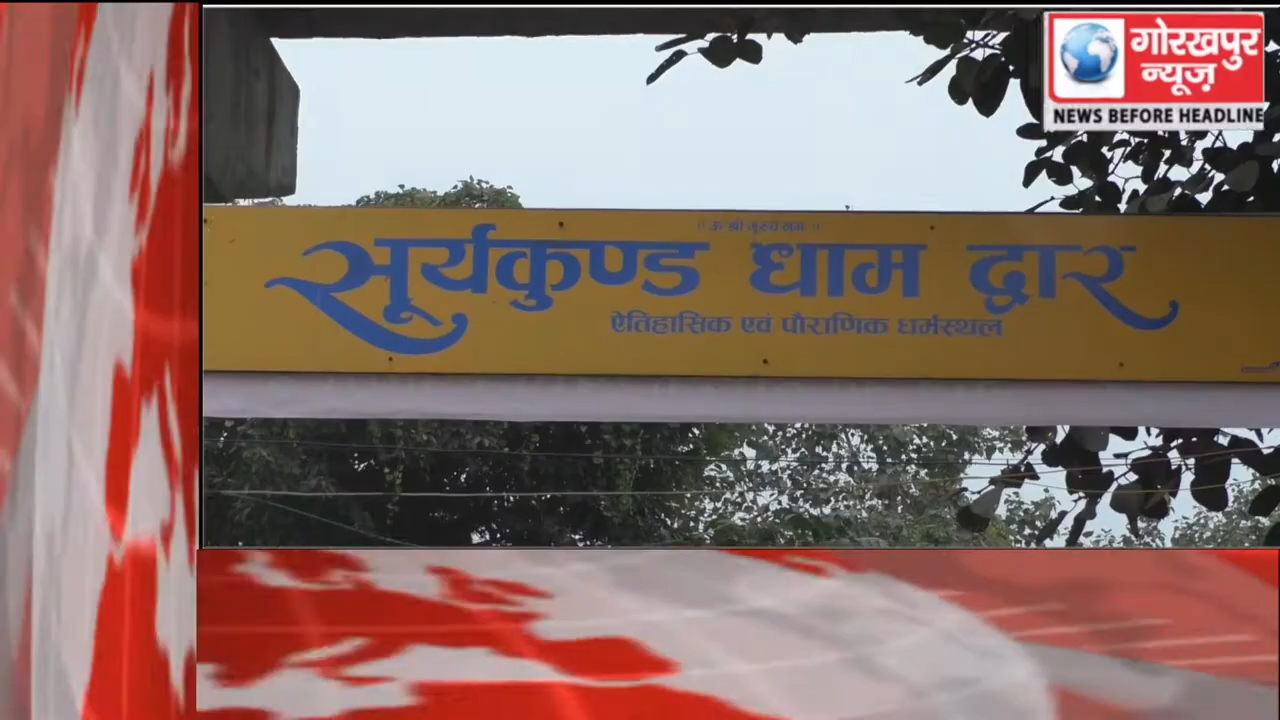 गोरखपुर
न्यूज़
NEWS BEFORE HEADLINE
सूर्यकुण्ड धाम द्वार
ऐतिहासिक एवं पौराणिक धर्मस्थल